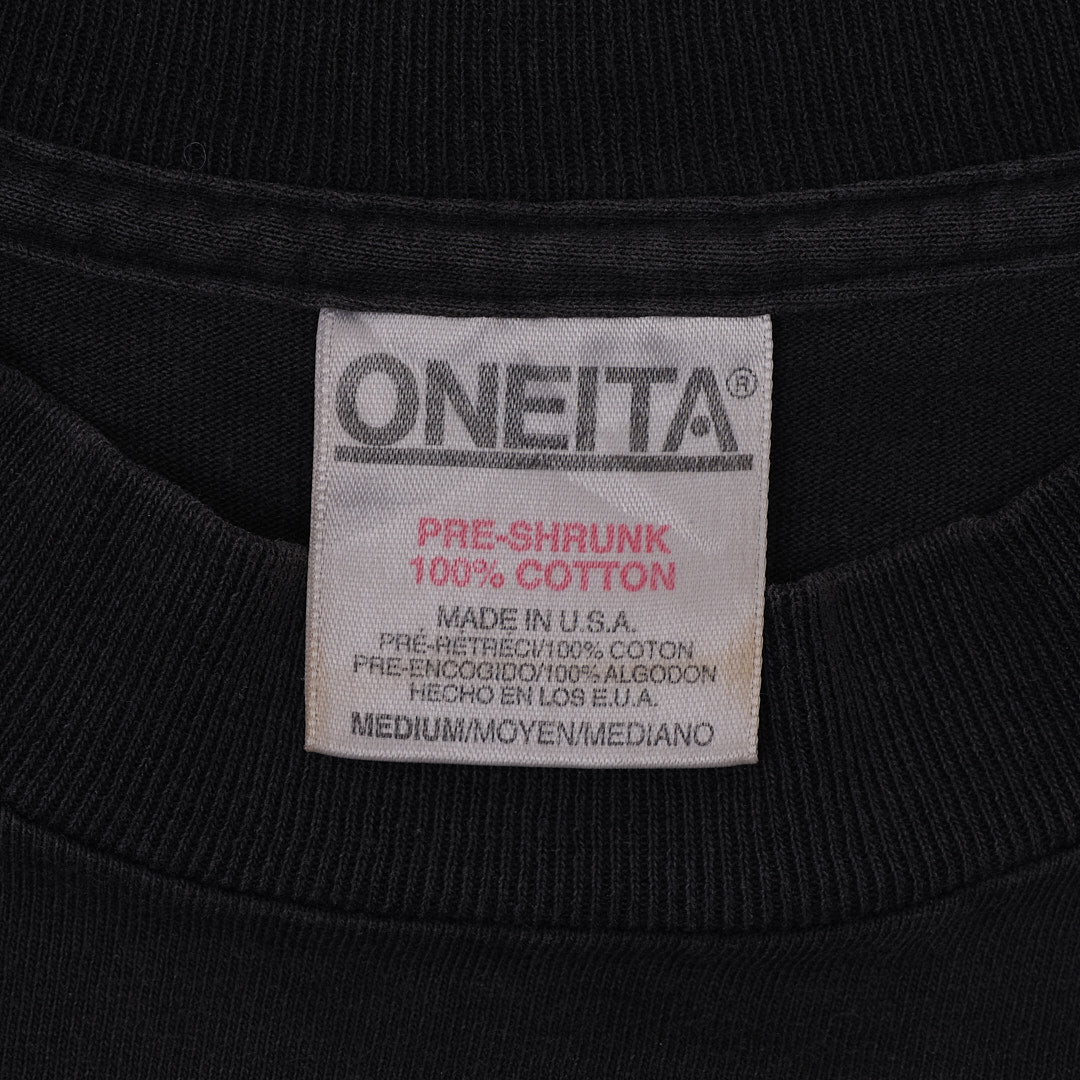 ONEITA®
PRE-SHRUNK
100% COTTON
MADE IN U.S.A.
PRÉ-RÉTRÉCI/100% COTON
PRE-ENCOGIDO/100% ALGODON
HECHO EN LOS E.U.A.
MEDIUM/MOYEN/MEDIANO